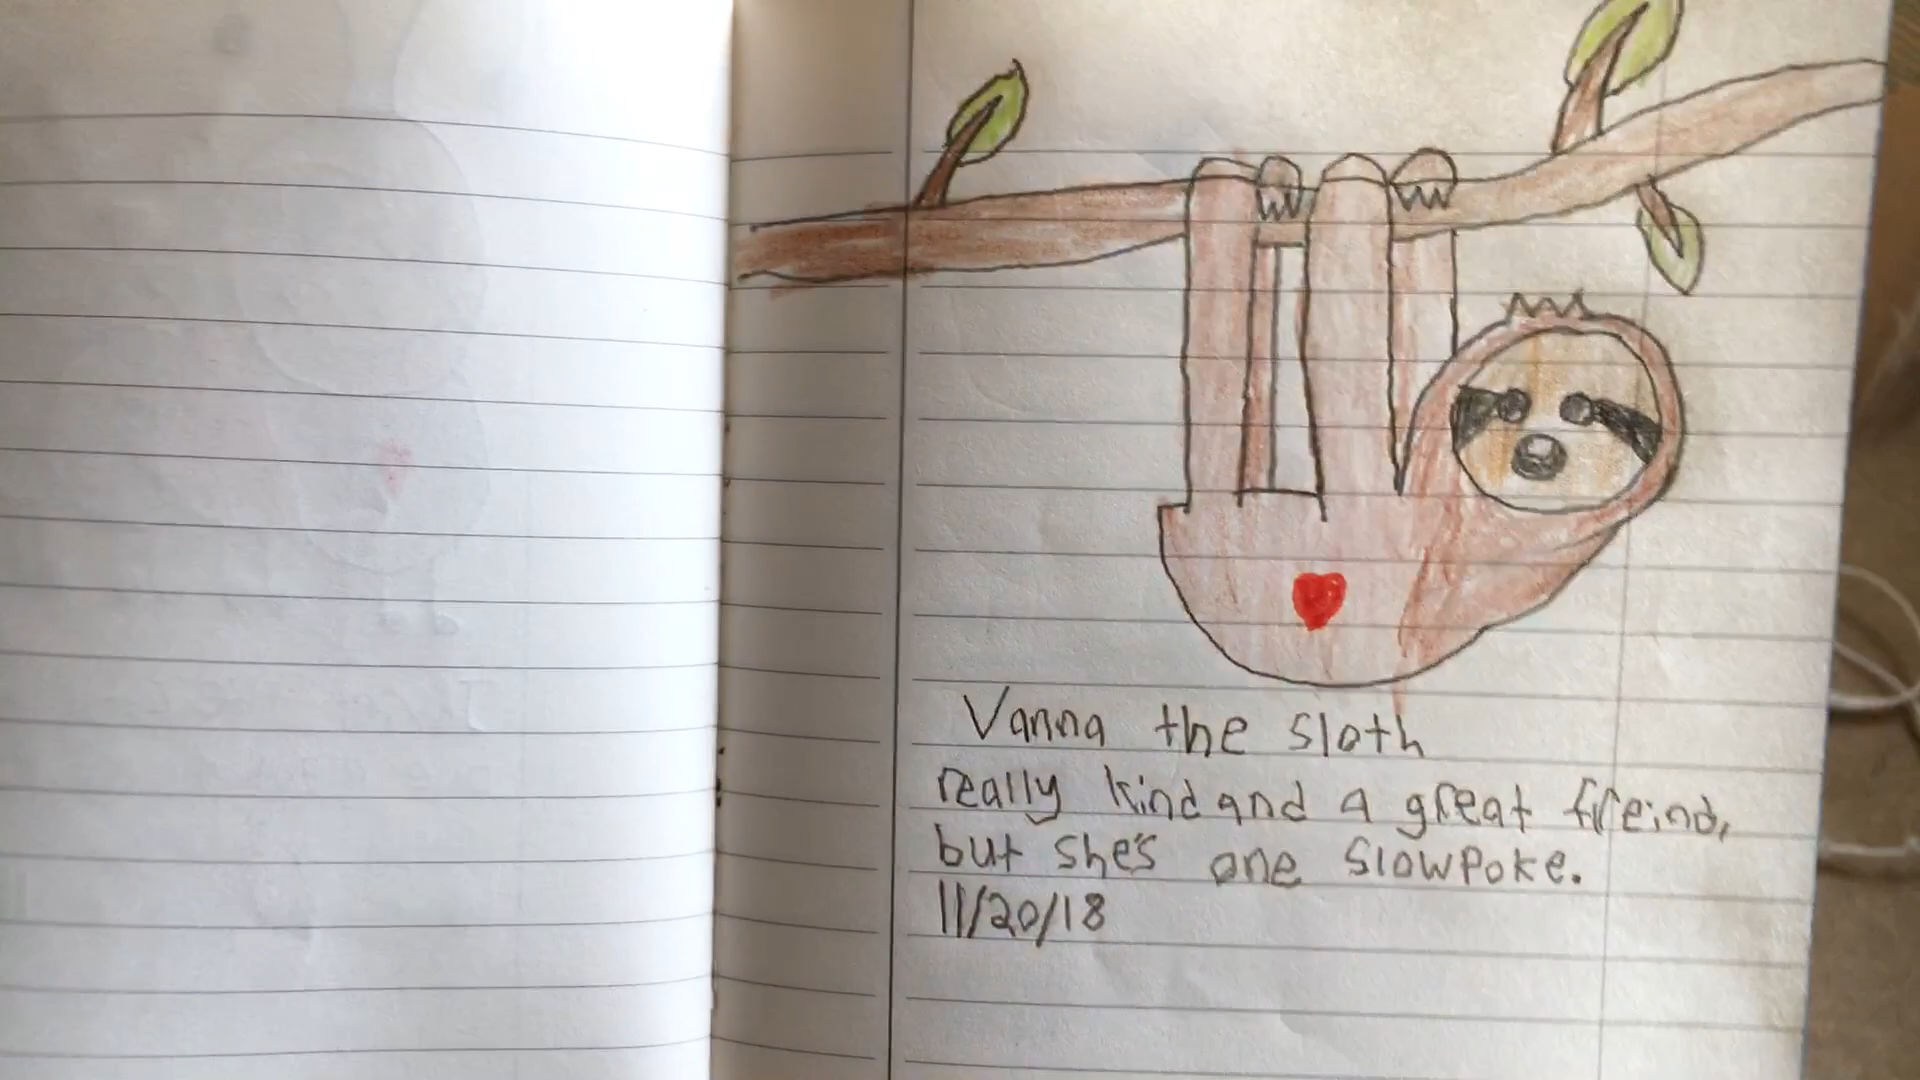 Vanna the sloth
really kind and a great freind,
but she's one slowpoke.
11/20/18